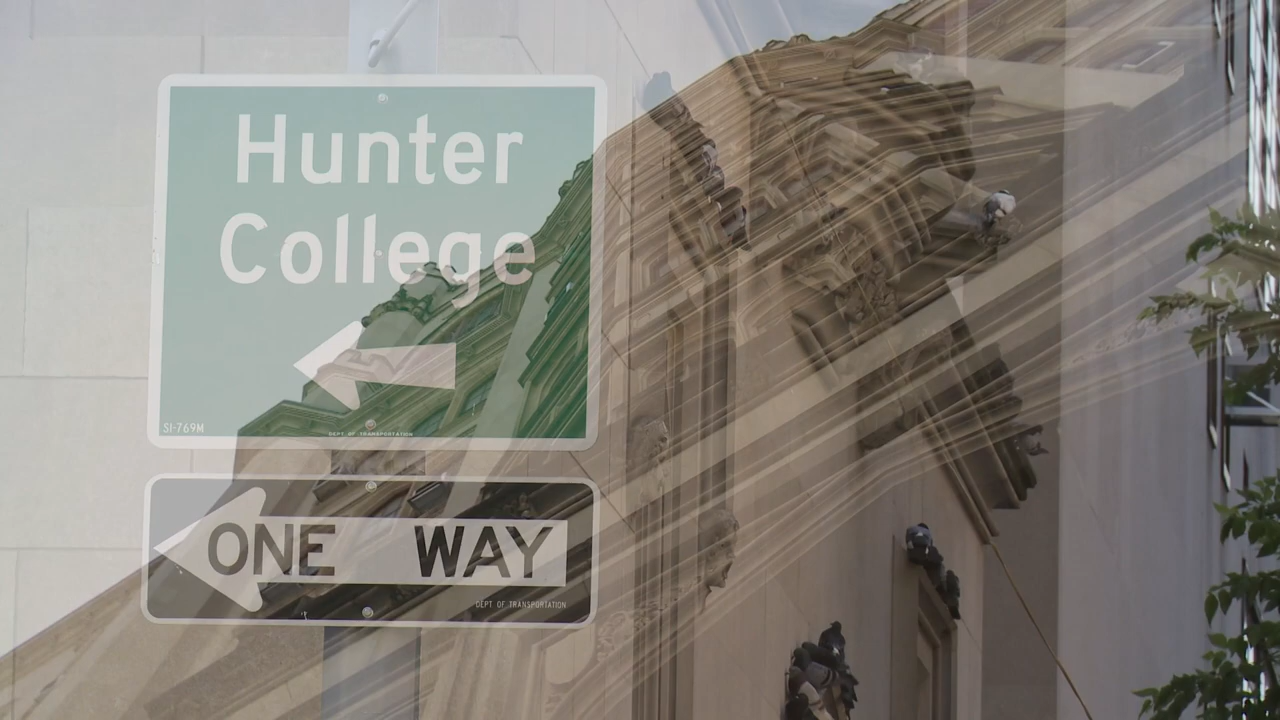 Hunter
College
SI-769M
DEPT OF TRANSPORTATION
ONE WAY
DEPT OF TRANSPORTATION